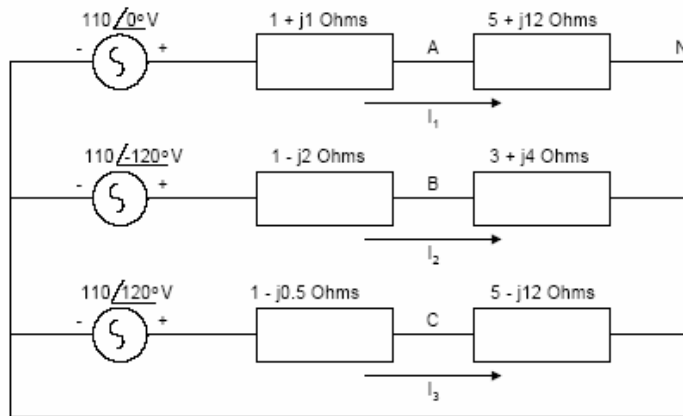 110∠0° V
1 + j1 Ohms
5 + j12 Ohms
- + A N
I₁
110∠-120° V
1 - j2 Ohms
3 + j4 Ohms
- + B
I₂
110∠120° V
1 - j0.5 Ohms
5 - j12 Ohms
- + C
I₃